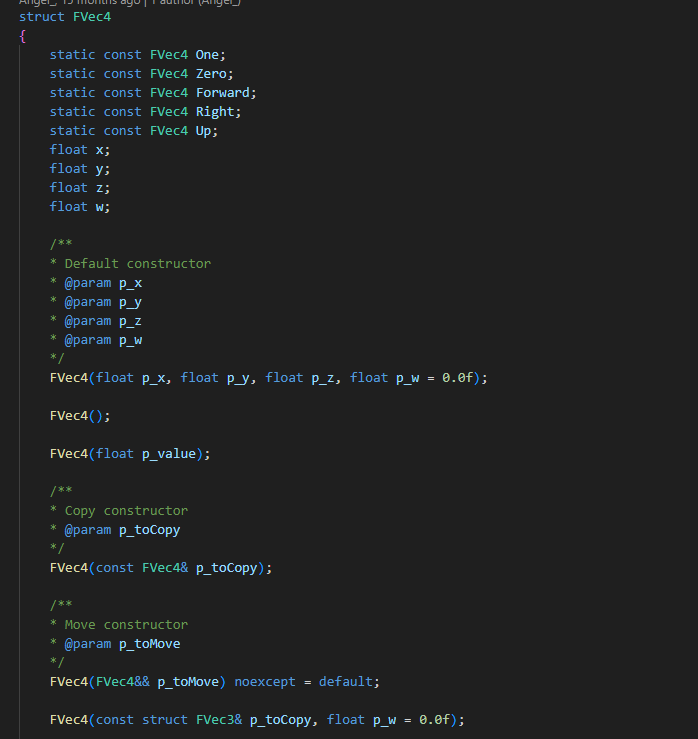 Angel_, 15 months ago | 1 author (Angel_)
struct FVec4
{
static const FVec4 One;
static const FVec4 Zero;
static const FVec4 Forward;
static const FVec4 Right;
static const FVec4 Up;
float x;
float y;
float z;
float w;
/**
* Default constructor
* @param p_x
* @param p_y
* @param p_z
* @param p_w
*/
FVec4(float p_x, float p_y, float p_z, float p_w = 0.0f);
FVec4();
FVec4(float p_value);
/**
* Copy constructor
* @param p_toCopy
*/
FVec4(const FVec4& p_toCopy);
/**
* Move constructor
* @param p_toMove
*/
FVec4(FVec4&& p_toMove) noexcept = default;
FVec4(const struct FVec3& p_toCopy, float p_w = 0.0f);